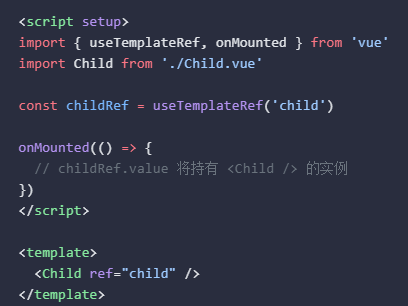 <script setup>
import { useTemplateRef, onMounted } from 'vue'
import Child from './Child.vue'

const childRef = useTemplateRef('child')

onMounted(() => {
  // childRef.value 将持有 <Child /> 的实例
})
</script>

<template>
  <Child ref="child" />
</template>